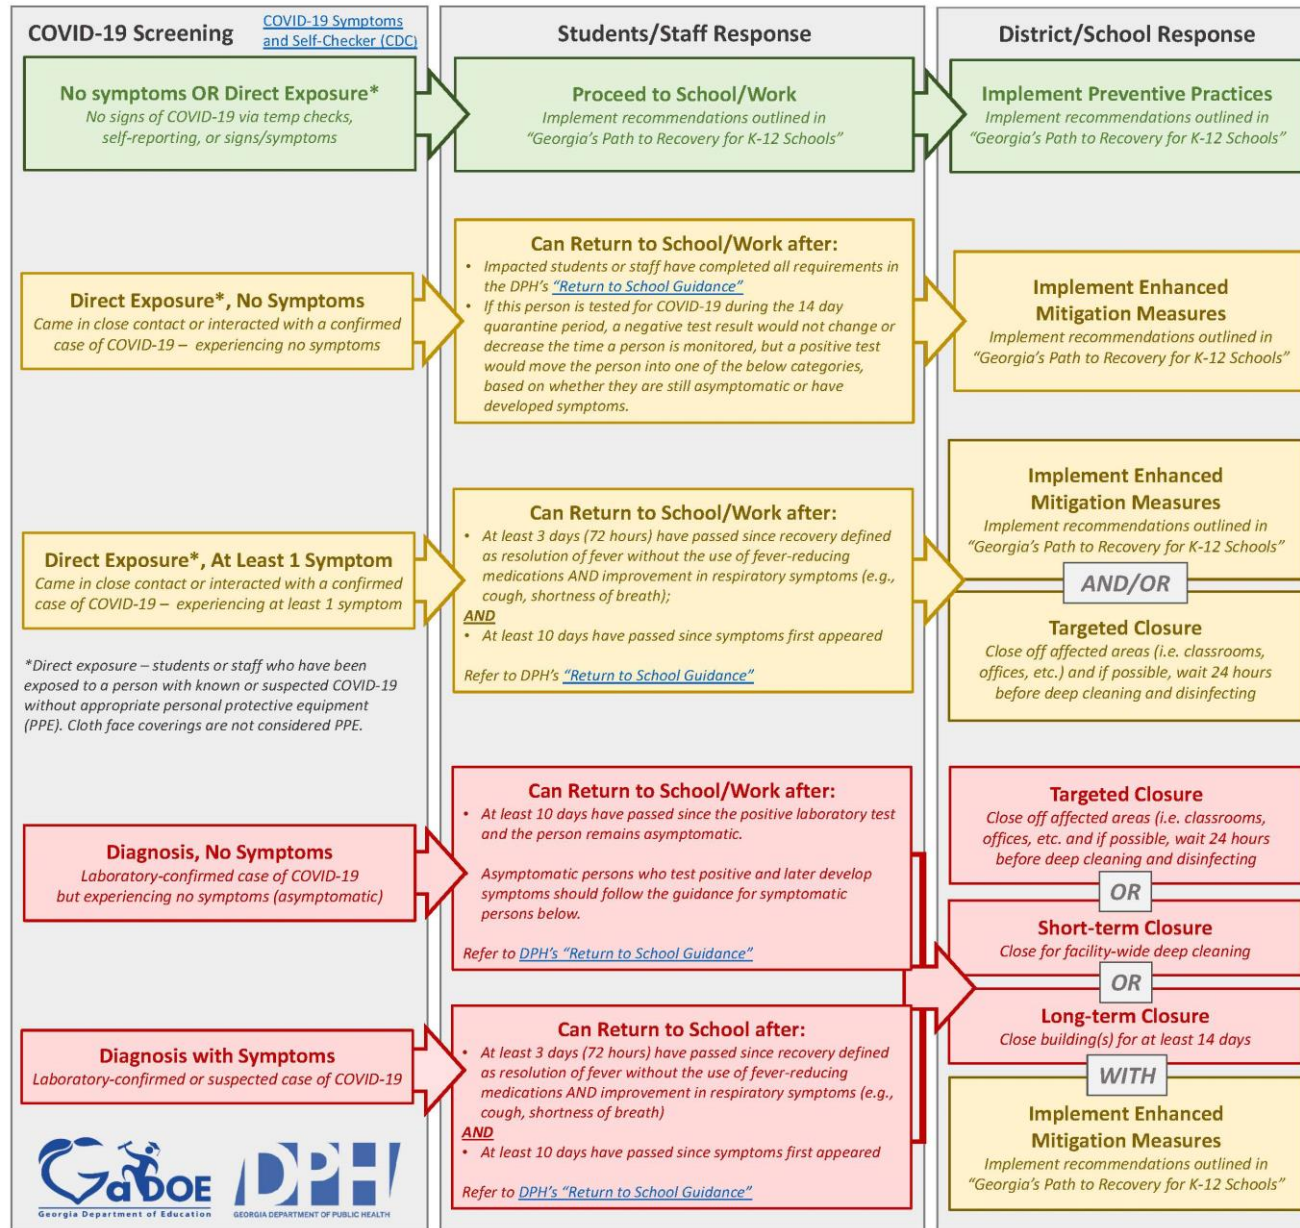 COVID-19 Screening
COVID-19 Symptoms
and Self-Checker (CDC)
Students/Staff Response
District/School Response
No symptoms OR Direct Exposure*
No signs of COVID-19 via temp checks,
self-reporting, or signs/symptoms
Proceed to School/Work
Implement recommendations outlined in
“Georgia’s Path to Recovery for K-12 Schools”
Implement Preventive Practices
Implement recommendations outlined in
“Georgia’s Path to Recovery for K-12 Schools”
Direct Exposure*, No Symptoms
Came in close contact or interacted with a confirmed
case of COVID-19 – experiencing no symptoms
Can Return to School/Work after:
• Impacted students or staff have completed all requirements in
the DPH’s “Return to School Guidance”
• If this person is tested for COVID-19 during the 14 day
quarantine period, a negative test result would not change or
decrease the time a person is monitored, but a positive test
would move the person into one of the below categories,
based on whether they are still asymptomatic or have
developed symptoms.
Implement Enhanced
Mitigation Measures
Implement recommendations outlined in
“Georgia’s Path to Recovery for K-12 Schools”
Direct Exposure*, At Least 1 Symptom
Came in close contact or interacted with a confirmed
case of COVID-19 – experiencing at least 1 symptom
*Direct exposure – students or staff who have been
exposed to a person with known or suspected COVID-19
without appropriate personal protective equipment
(PPE). Cloth face coverings are not considered PPE.
Can Return to School/Work after:
• At least 3 days (72 hours) have passed since recovery defined
as resolution of fever without the use of fever-reducing
medications AND improvement in respiratory symptoms (e.g.,
cough, shortness of breath);
AND
• At least 10 days have passed since symptoms first appeared
Refer to DPH’s “Return to School Guidance”
Implement Enhanced
Mitigation Measures
Implement recommendations outlined in
“Georgia’s Path to Recovery for K-12 Schools”
AND/OR
Targeted Closure
Close off affected areas (i.e. classrooms,
offices, etc.) and if possible, wait 24 hours
before deep cleaning and disinfecting
Diagnosis, No Symptoms
Laboratory-confirmed case of COVID-19
but experiencing no symptoms (asymptomatic)
Can Return to School/Work after:
• At least 10 days have passed since the positive laboratory test
and the person remains asymptomatic.
Asymptomatic persons who test positive and later develop
symptoms should follow the guidance for symptomatic
persons below.
Refer to DPH’s “Return to School Guidance”
Targeted Closure
Close off affected areas (i.e. classrooms,
offices, etc. and if possible, wait 24 hours
before deep cleaning and disinfecting
OR
Short-term Closure
Close for facility-wide deep cleaning
OR
Long-term Closure
Close building(s) for at least 14 days
WITH
Implement Enhanced
Mitigation Measures
Implement recommendations outlined in
“Georgia’s Path to Recovery for K-12 Schools”
Diagnosis with Symptoms
Laboratory-confirmed or suspected case of COVID-19
Can Return to School after:
• At least 3 days (72 hours) have passed since recovery defined
as resolution of fever without the use of fever-reducing
medications AND improvement in respiratory symptoms (e.g.,
cough, shortness of breath)
AND
• At least 10 days have passed since symptoms first appeared
Refer to DPH’s “Return to School Guidance”
GaDOE
Georgia Department of Education
DPH
GEORGIA DEPARTMENT OF PUBLIC HEALTH